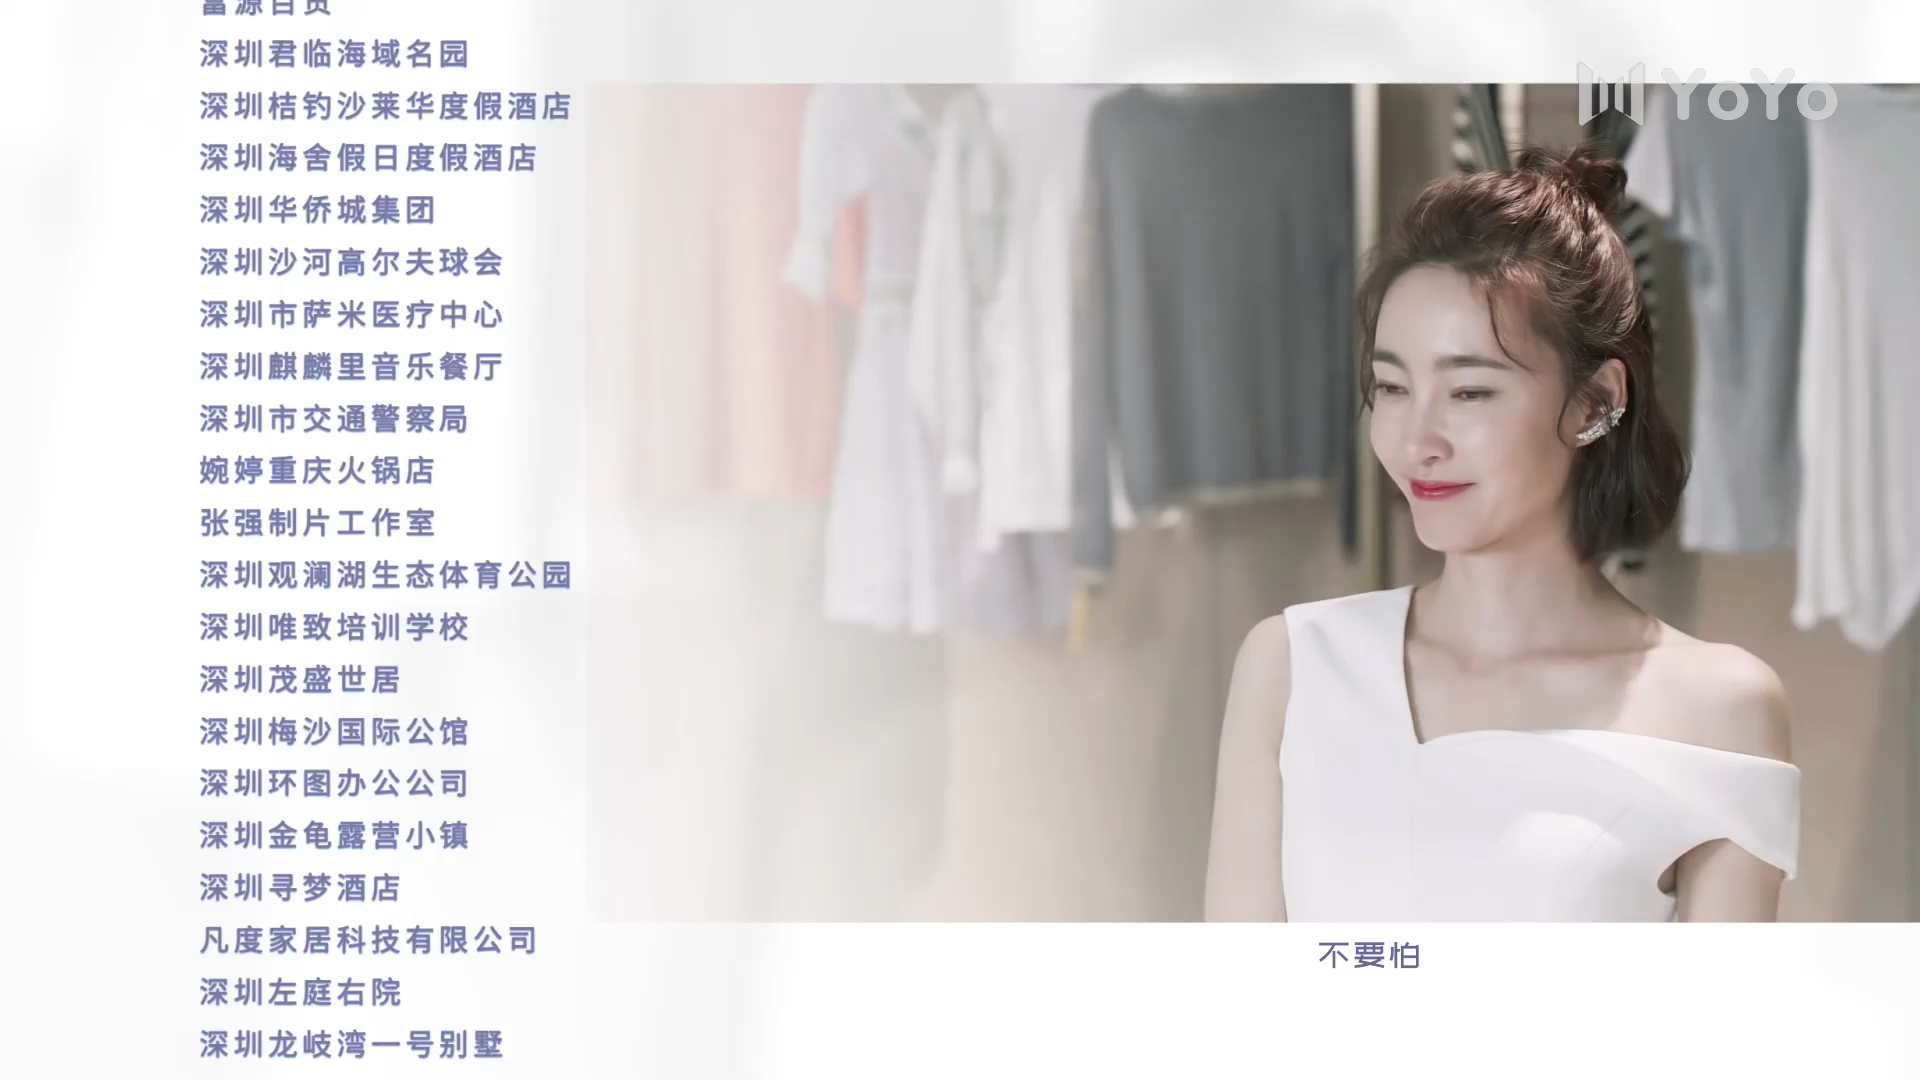 富源百货
深圳君临海域名园
深圳桔钓沙莱华度假酒店
深圳海舍假日度假酒店
深圳华侨城集团
深圳沙河高尔夫球会
深圳市萨米医疗中心
深圳麒麟里音乐餐厅
深圳市交通警察局
婉婷重庆火锅店
张强制片工作室
深圳观澜湖生态体育公园
深圳唯致培训学校
深圳茂盛世居
深圳梅沙国际公馆
深圳环图办公公司
深圳金龟露营小镇
深圳寻梦酒店
凡度家居科技有限公司
深圳左庭右院
深圳龙岐湾一号别墅
YoYo
不要怕